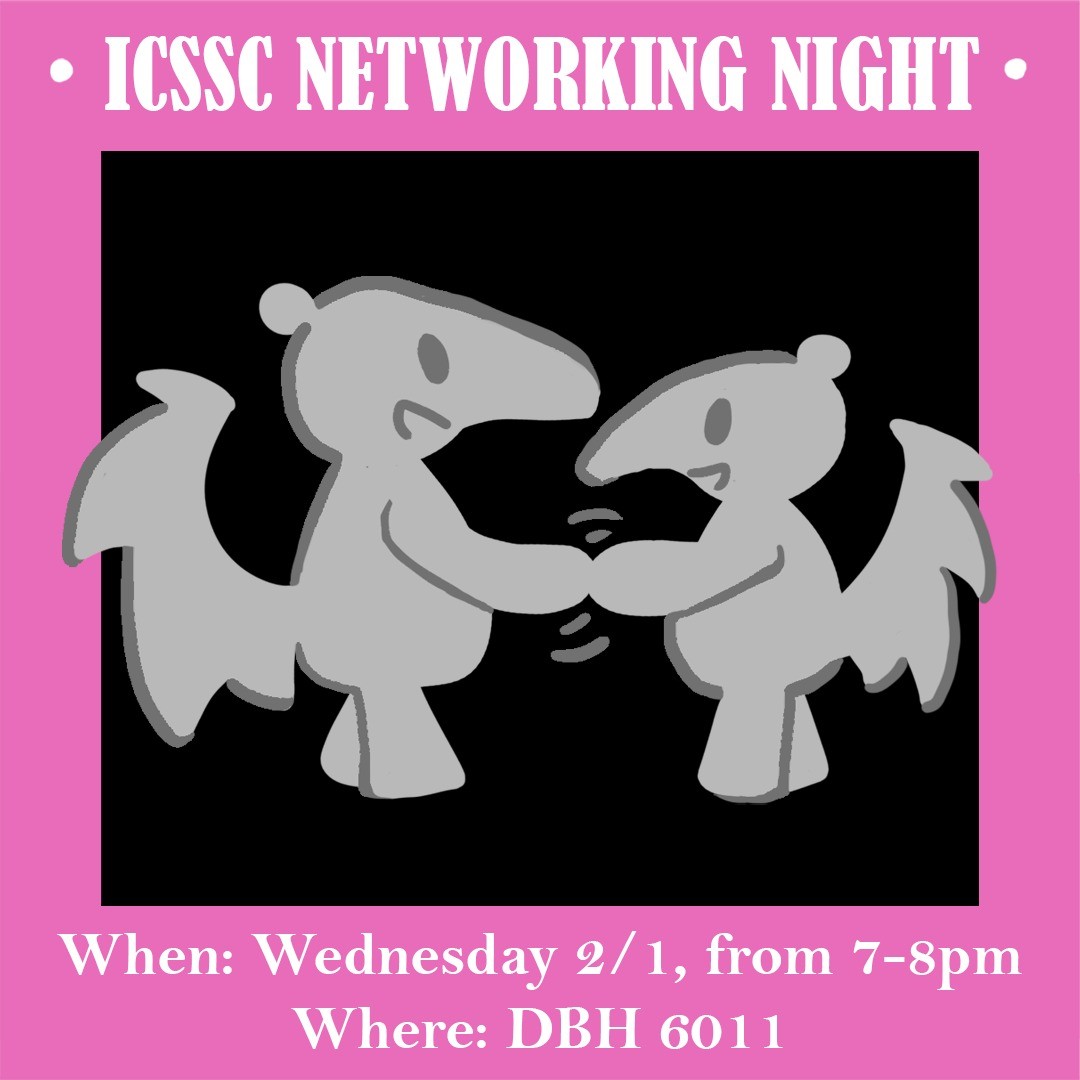 • ICSSC NETWORKING NIGHT •
When: Wednesday 2/1, from 7-8pm
Where: DBH 6011